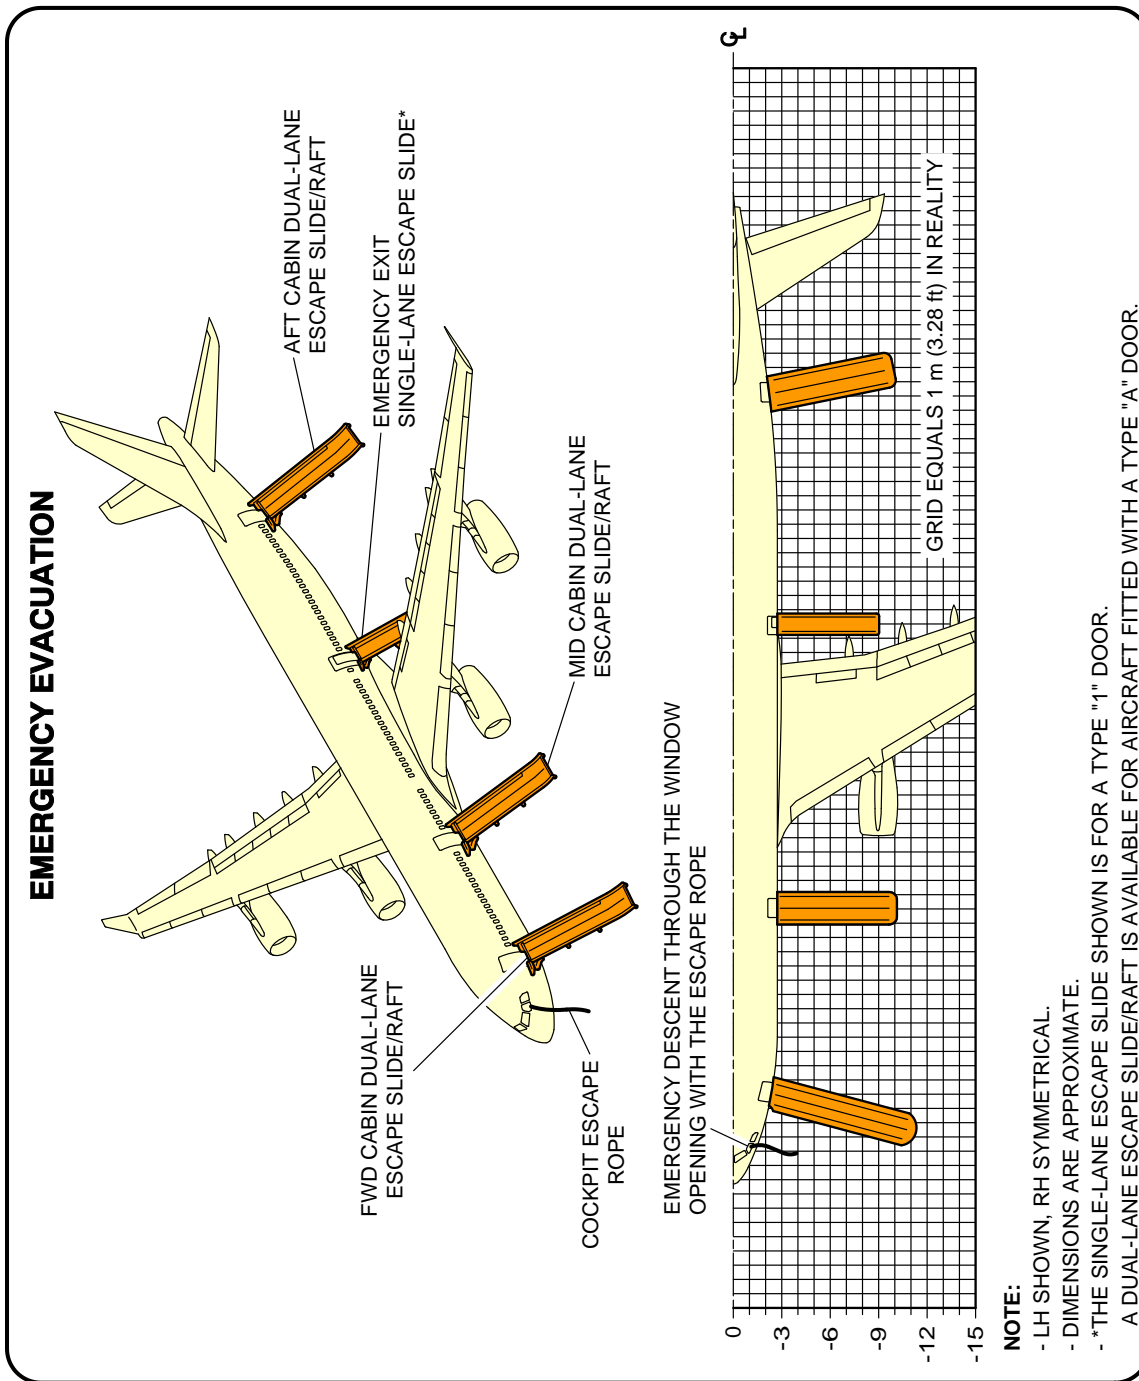 EMERGENCY EVACUATION
AFT CABIN DUAL-LANE
ESCAPE SLIDE/RAFT
EMERGENCY EXIT
SINGLE-LANE ESCAPE SLIDE*
MID CABIN DUAL-LANE
ESCAPE SLIDE/RAFT
FWD CABIN DUAL-LANE
ESCAPE SLIDE/RAFT
COCKPIT ESCAPE
ROPE
EMERGENCY DESCENT THROUGH THE WINDOW
OPENING WITH THE ESCAPE ROPE
℄
0
-3
-6
-9
-12
-15
GRID EQUALS 1 m (3.28 ft) IN REALITY
NOTE:
- LH SHOWN, RH SYMMETRICAL.
- DIMENSIONS ARE APPROXIMATE.
- *THE SINGLE-LANE ESCAPE SLIDE SHOWN IS FOR A TYPE "1" DOOR.
A DUAL-LANE ESCAPE SLIDE/RAFT IS AVAILABLE FOR AIRCRAFT FITTED WITH A TYPE "A" DOOR.